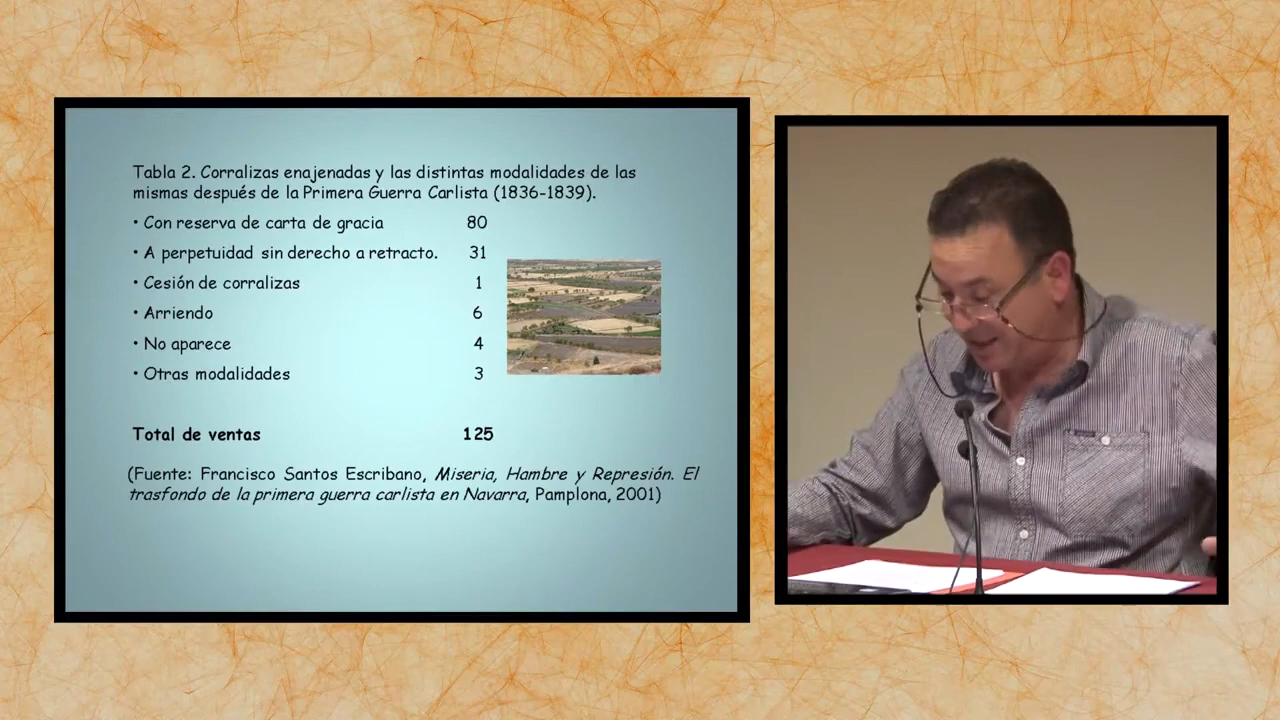 Tabla 2. Corralizas enajenadas y las distintas modalidades de las
mismas después de la Primera Guerra Carlista (1836-1839).
• Con reserva de carta de gracia 80
• A perpetuidad sin derecho a retracto. 31
• Cesión de corralizas 1
• Arriendo 6
• No aparece 4
• Otras modalidades 3
Total de ventas 125
(Fuente: Francisco Santos Escribano, Miseria, Hambre y Represión. El
trasfondo de la primera guerra carlista en Navarra, Pamplona, 2001)